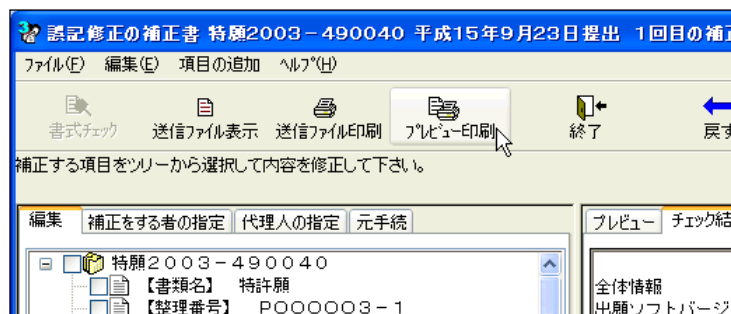 誤記修正の補正書 特願2003-490040 平成15年9月23日提出 1回目の補正
ファイル(F) 編集(E) 項目の追加 ヘルプ(H)
書式チェック 送信ファイル表示 送信ファイル印刷 プレビュー印刷 終了 戻す
補正する項目をツリーから選択して内容を修正して下さい。
編集 補正をする者の指定 代理人の指定 元手続 プレビュー チェック結
特願2003-490040
【書類名】 特許願 全体情報
【整理番号】 P000003-1 出願ソフトバージ